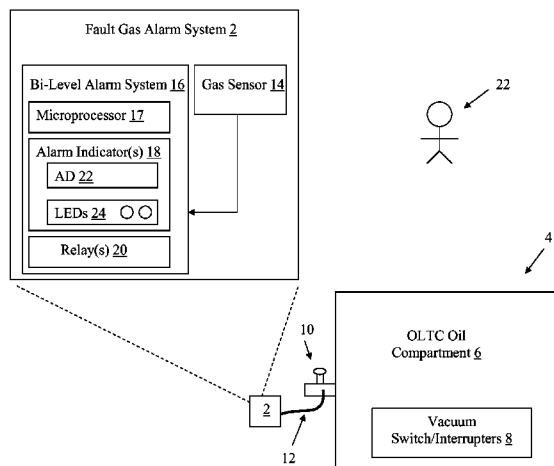 Fault Gas Alarm System 2
Bi-Level Alarm System 16
Gas Sensor 14
Microprocessor 17
Alarm Indicator(s) 18
AD 22
LEDs 24
Relay(s) 20
22
4
10
OLTC Oil
Compartment 6
2
12
Vacuum
Switch/Interrupters 8